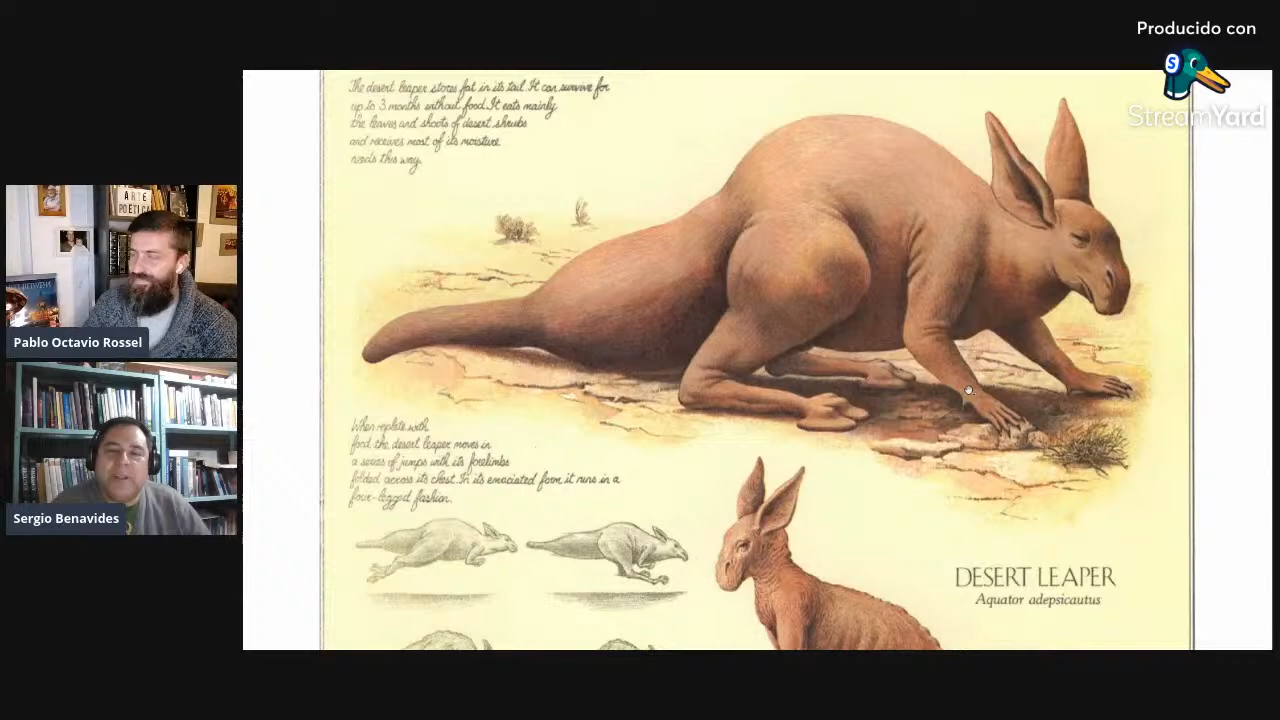 Producido con
StreamYard
The desert leaper stores fat in its tail. It can survive for
up to 3 months without food. It eats mainly
the leaves and shoots of desert shrubs
and receives most of its moisture
needs this way.
ARTE
POÉTICA
Pablo Octavio Rossel
Sergio Benavides
When replete with
food the desert leaper moves in
a series of jumps with its forelimbs
folded across its chest. In its emaciated form it runs in a
four-legged fashion.
DESERT LEAPER
Aquator adepsicautus